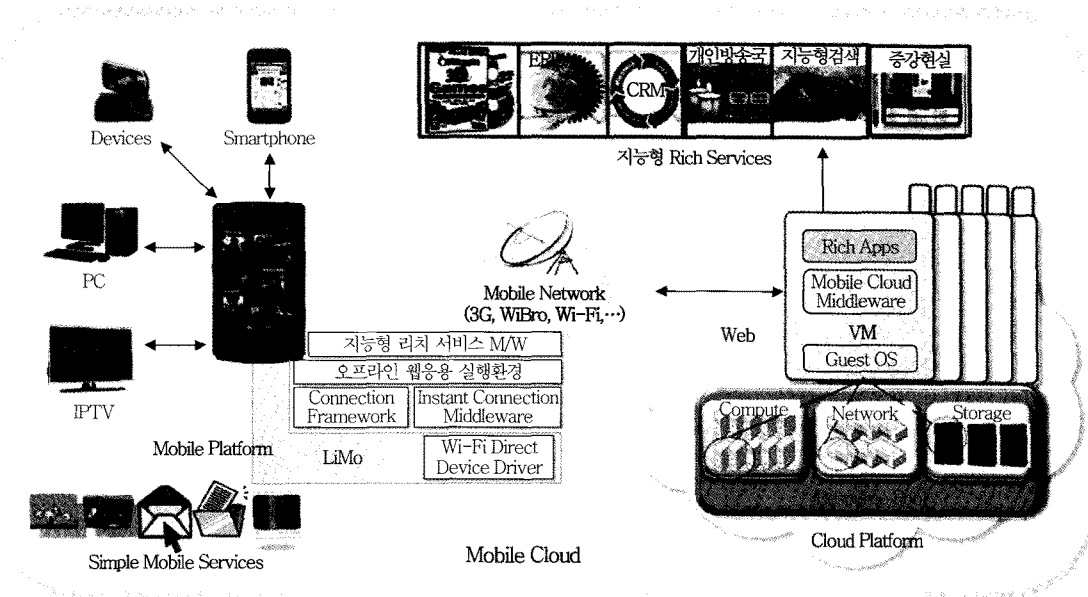 ERP
CRM
개인방송국
지능형검색
증강현실
지능형 Rich Services
Devices
Smartphone
PC
IPTV
Mobile Network
(3G, WiBro, Wi-Fi,…)
Web
Rich Apps
Mobile Cloud
Middleware
VM
Guest OS
지능형 리치 서비스 M/W
오프라인 웹응용 실행환경
Connection
Framework
Instant Connection
Middleware
Mobile Platform
LiMo
Wi-Fi Direct
Device Driver
Compute
Network
Storage
Cloud Platform
Simple Mobile Services
Mobile Cloud